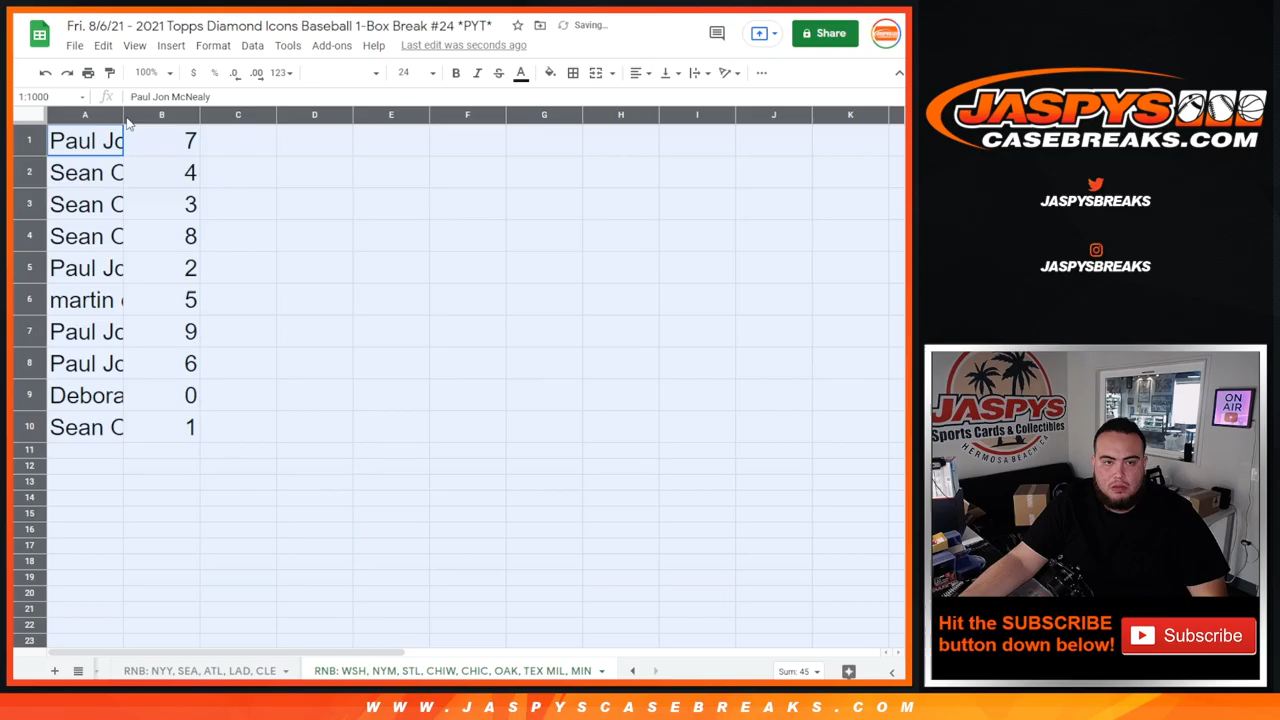 Fri. 8/6/21 - 2021 Topps Diamond Icons Baseball 1-Box Break #24 *PYT*
Saving...
File Edit View Insert Format Data Tools Add-ons Help Last edit was seconds ago
Share
100% $ % .0 .00 123 24 B I S A
1:1000 fx Paul Jon McNealy
A B C D E F G H I J K
1 Paul Jo 7
2 Sean C 4
3 Sean C 3
4 Sean C 8
5 Paul Jo 2
6 martin 5
7 Paul Jo 9
8 Paul Jo 6
9 Debora 0
10 Sean C 1
11
12
13
14
15
16
17
18
19
20
21
22
23
RNB: NYY, SEA, ATL, LAD, CLE
RNB: WSH, NYM, STL, CHIW, CHIC, OAK, TEX MIL, MIN
Sum: 45
JASPYS
CASEBREAKS.COM
JASPYSBREAKS
JASPYSBREAKS
JASPYS
Sports Cards & Collectibles
HERMOSA BEACH CA
ON
AIR
Hit the SUBSCRIBE
button down below!
Subscribe
WWW.JASPYSCASEBREAKS.COM